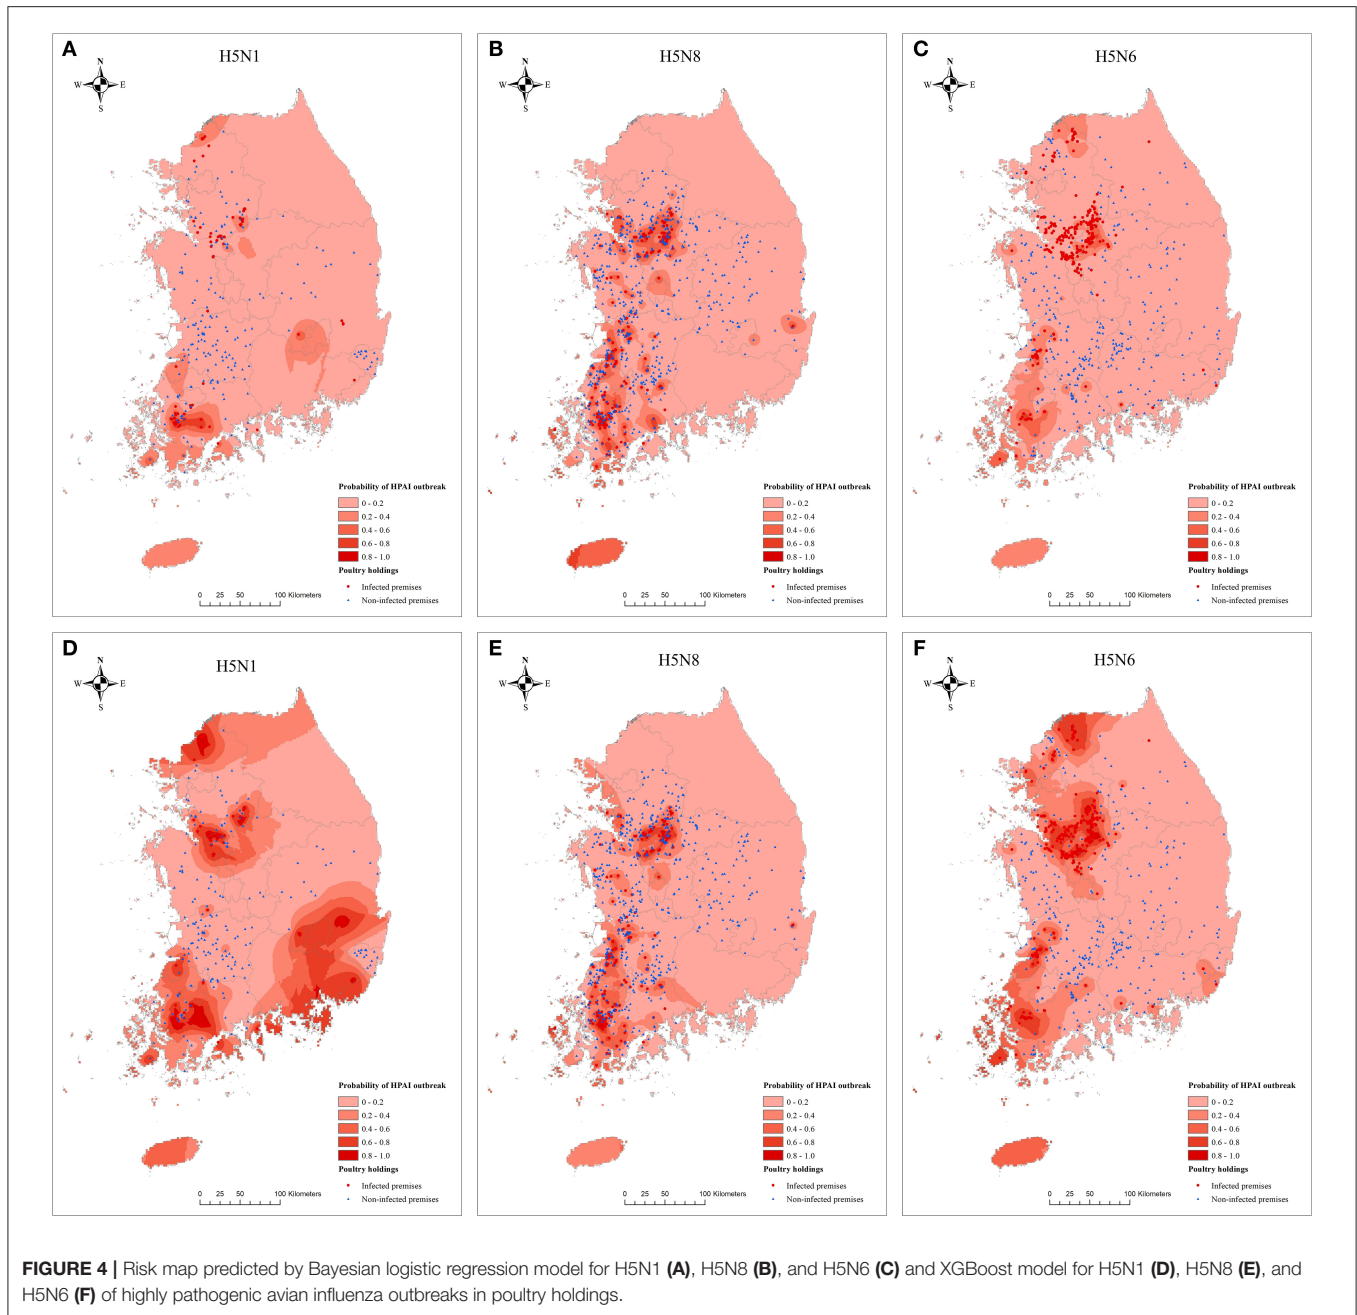 A
H5N1
N
W E
S
Probability of HPAI outbreak
0 - 0.2
0.2 - 0.4
0.4 - 0.6
0.6 - 0.8
0.8 - 1.0
Poultry holdings
Infected premises
Non-infected premises
0 25 50 100 Kilometers
B
H5N8
N
W E
S
Probability of HPAI outbreak
0 - 0.2
0.2 - 0.4
0.4 - 0.6
0.6 - 0.8
0.8 - 1.0
Poultry holdings
Infected premises
Non-infected premises
0 25 50 100 Kilometers
C
H5N6
N
W E
S
Probability of HPAI outbreak
0 - 0.2
0.2 - 0.4
0.4 - 0.6
0.6 - 0.8
0.8 - 1.0
Poultry holdings
Infected premises
Non-infected premises
0 25 50 100 Kilometers
D
H5N1
N
W E
S
Probability of HPAI outbreak
0 - 0.2
0.2 - 0.4
0.4 - 0.6
0.6 - 0.8
0.8 - 1.0
Poultry holdings
Infected premises
Non-infected premises
0 25 50 100 Kilometers
E
H5N8
N
W E
S
Probability of HPAI outbreak
0 - 0.2
0.2 - 0.4
0.4 - 0.6
0.6 - 0.8
0.8 - 1.0
Poultry holdings
Infected premises
Non-infected premises
0 25 50 100 Kilometers
F
H5N6
N
W E
S
Probability of HPAI outbreak
0 - 0.2
0.2 - 0.4
0.4 - 0.6
0.6 - 0.8
0.8 - 1.0
Poultry holdings
Infected premises
Non-infected premises
0 25 50 100 Kilometers
FIGURE 4 | Risk map predicted by Bayesian logistic regression model for H5N1 (A), H5N8 (B), and H5N6 (C) and XGBoost model for H5N1 (D), H5N8 (E), and
H5N6 (F) of highly pathogenic avian influenza outbreaks in poultry holdings.